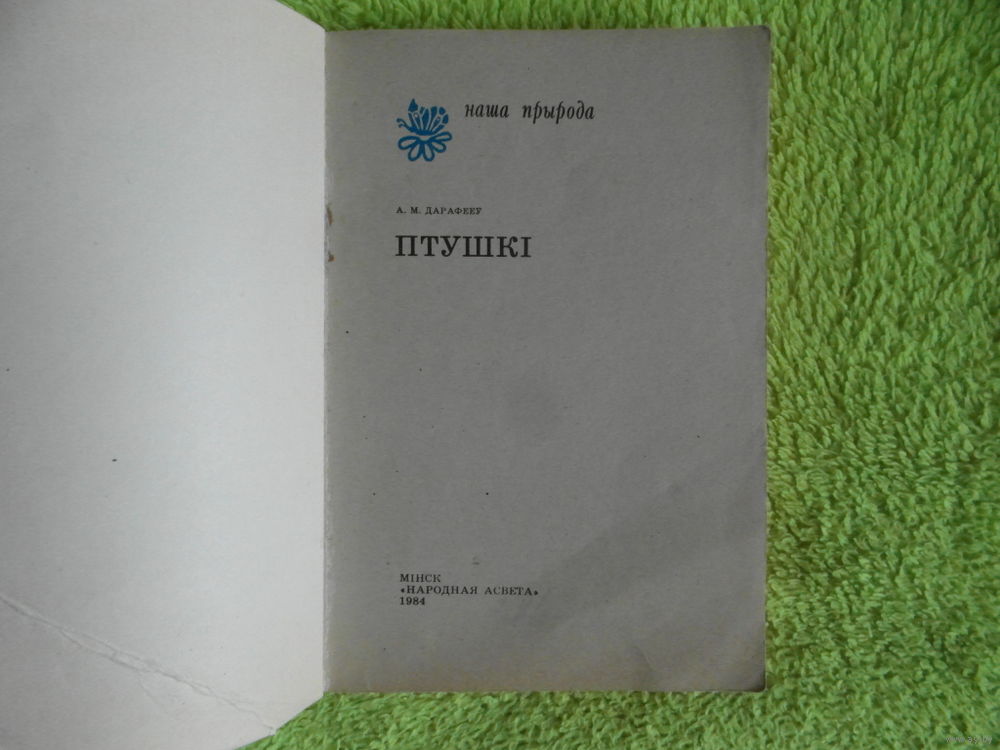 наша прырода
А. М. ДАРАФЕЕЎ
ПТУШКІ
МІНСК
«НАРОДНАЯ АСВЕТА»
1984